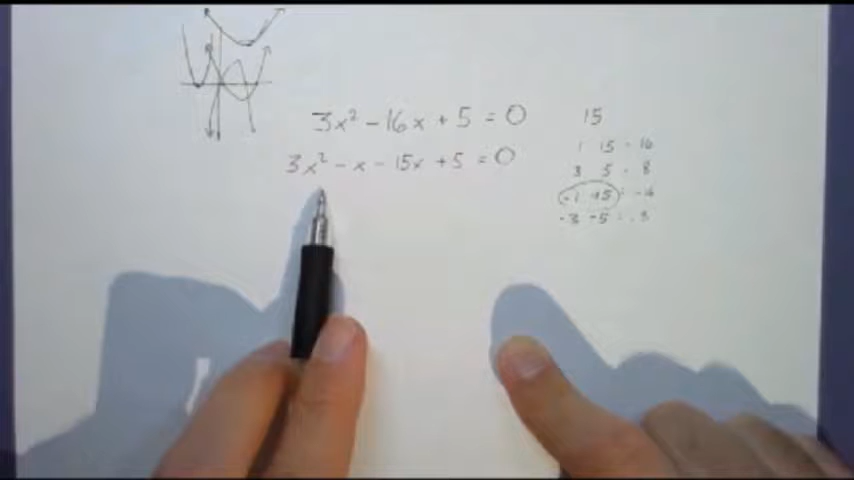 3x² - 16x + 5 = 0
3x² - x - 15x + 5 = 0
15
1 15 = 16
3 5 = 8
-1 -15 = -16
-3 -5 = -8